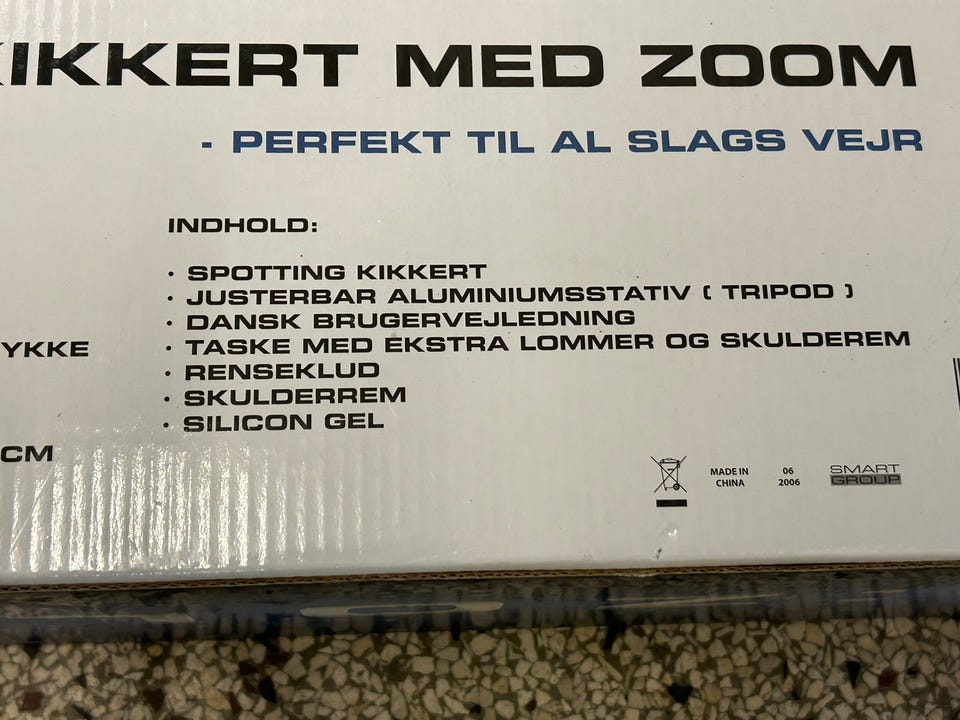 KIKKERT MED ZOOM
- PERFEKT TIL AL SLAGS VEJR
INDHOLD:
• SPOTTING KIKKERT
• JUSTERBAR ALUMINIUMSSTATIV ( TRIPOD )
• DANSK BRUGERVEJLEDNING
YKKE
• TASKE MED EKSTRA LOMMER OG SKULDEREM
• RENSEKLUD
• SKULDERREM
• SILICON GEL
CM
MADE IN CHINA
06 2006
SMART GROUP